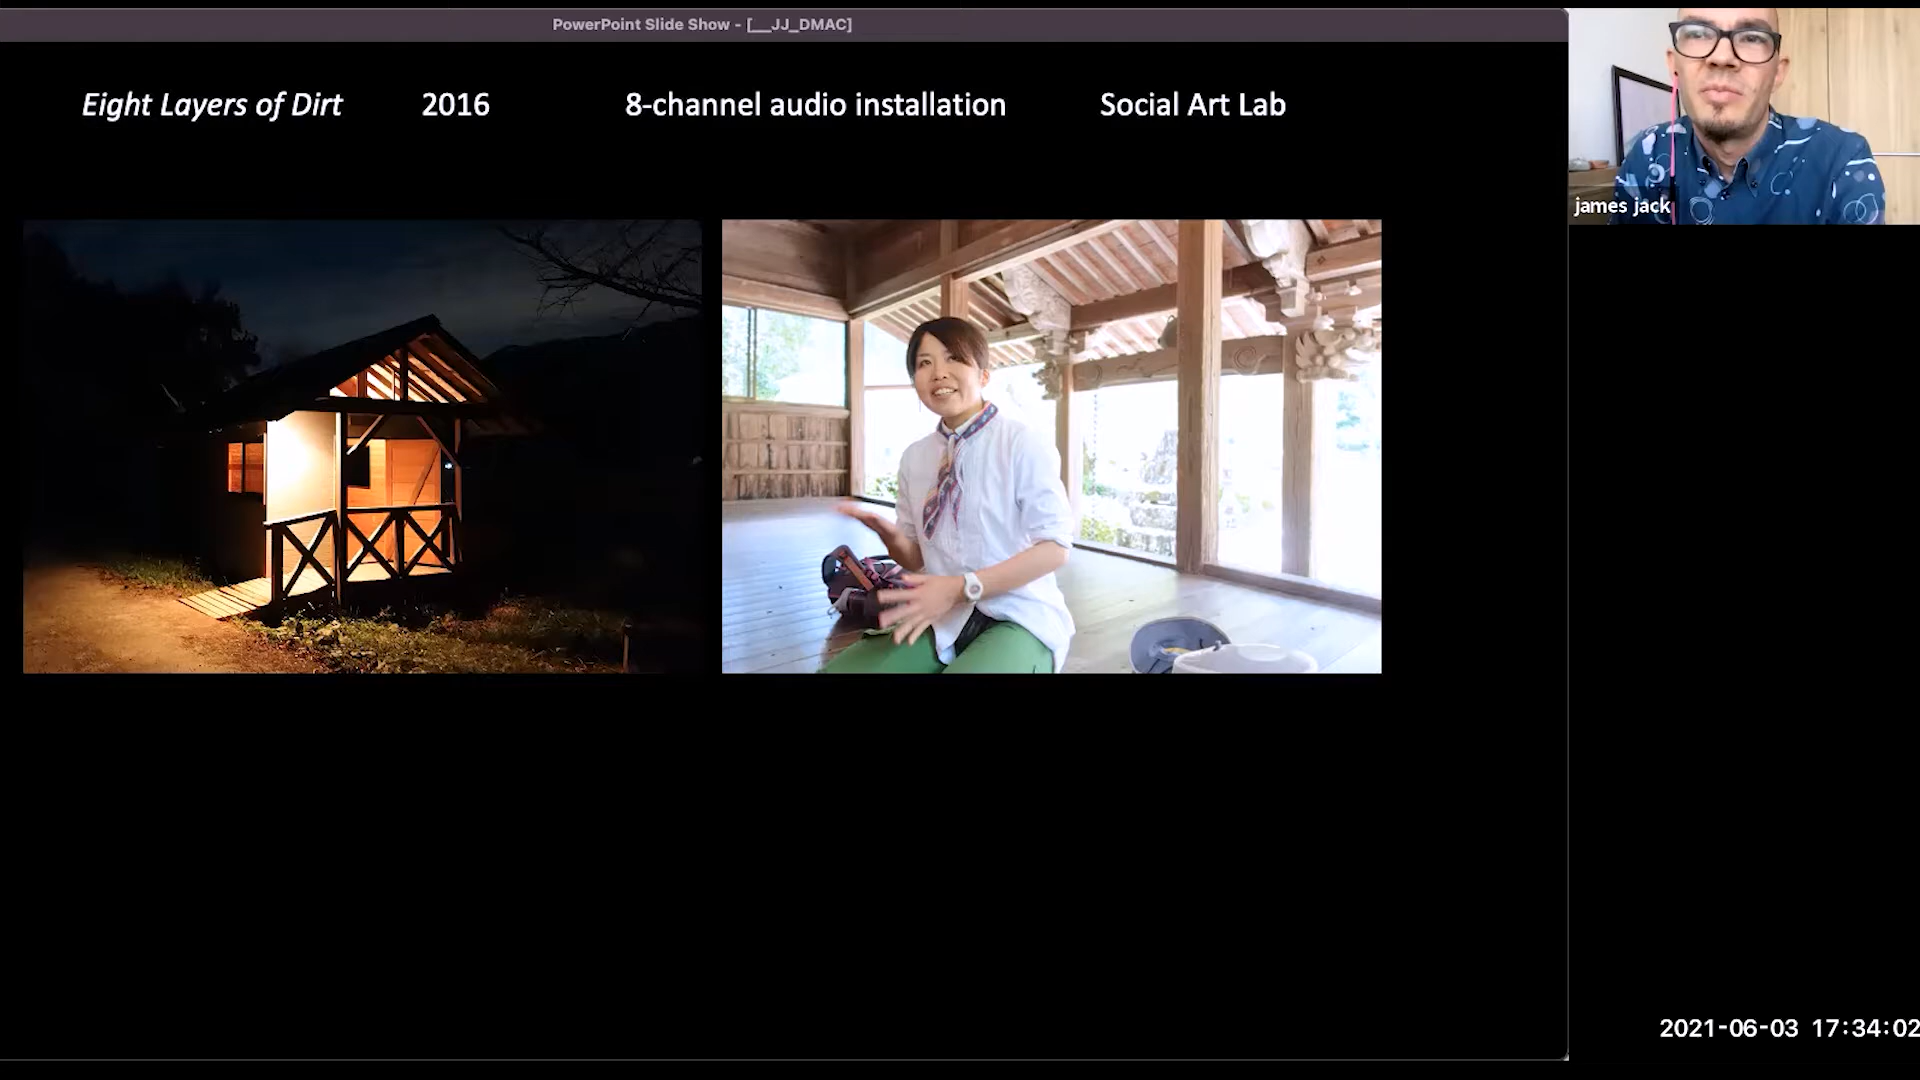 PowerPoint Slide Show - [__JJ_DMAC]
Eight Layers of Dirt 2016 8-channel audio installation Social Art Lab
james jack
2021-06-03 17:34:02